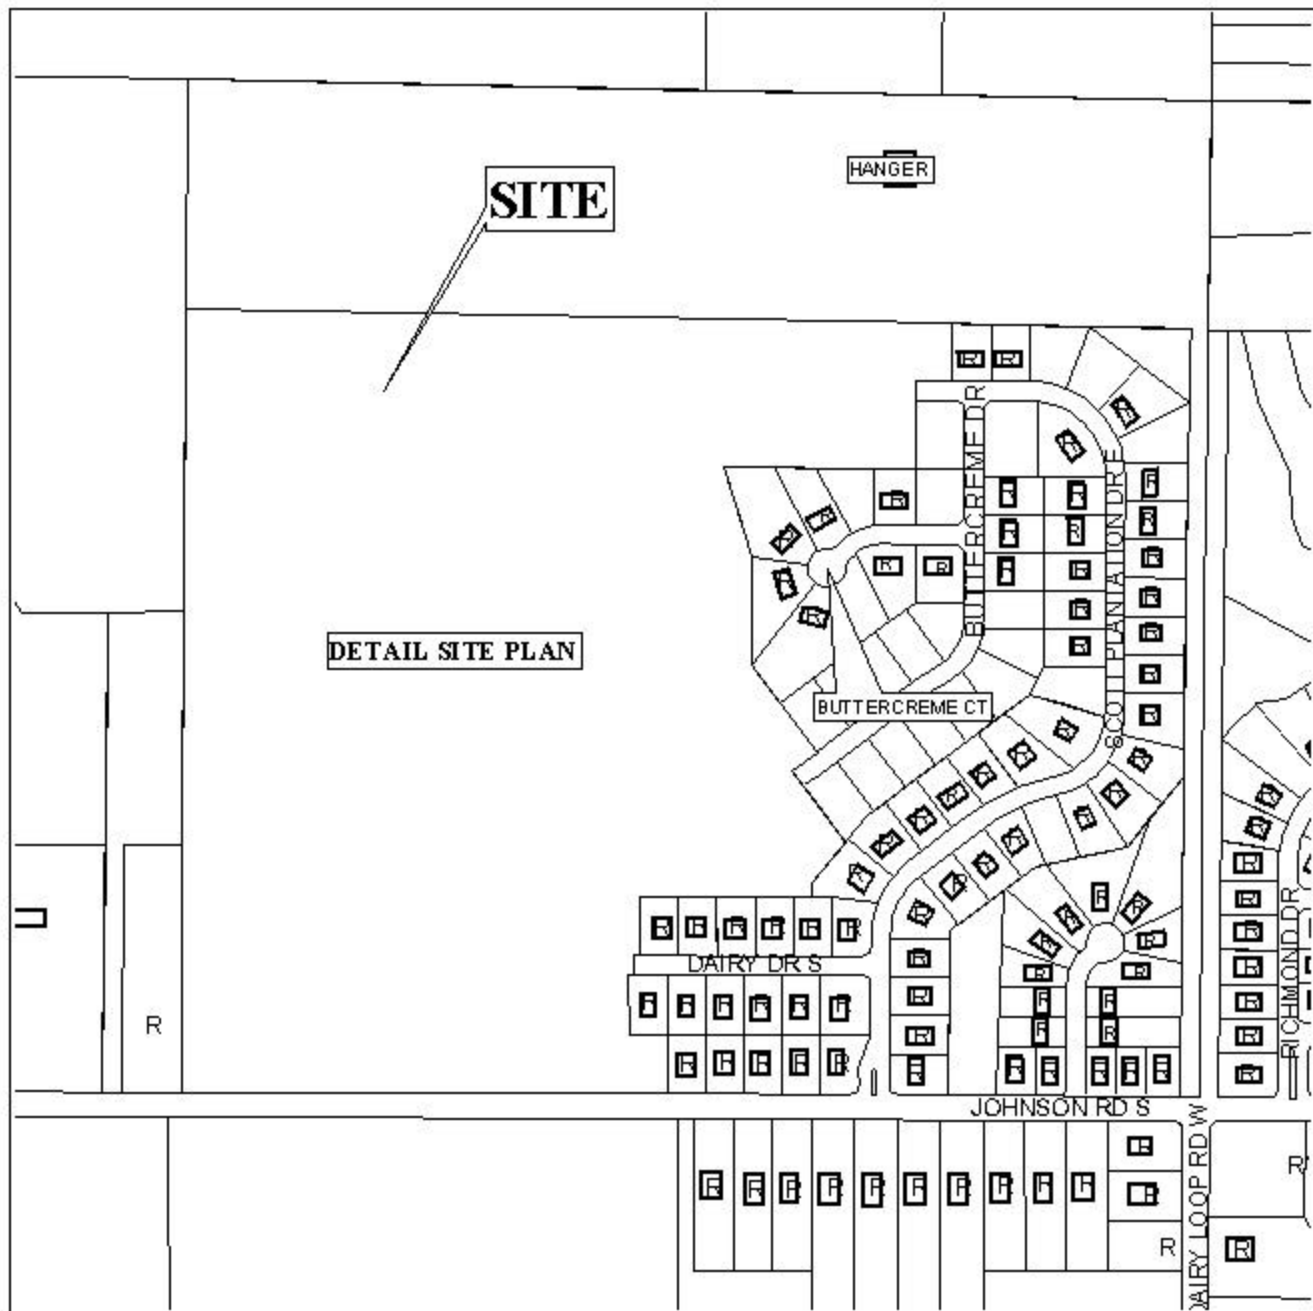 HANGER
SITE
BUTTERCREME DR
SCOTT PLANTATION DR E
DETAIL SITE PLAN
BUTTERCREME CT
DAIRY DR S
RICHMOND DR
R
JOHNSON RD S
DAIRY LOOP RD W
R
R